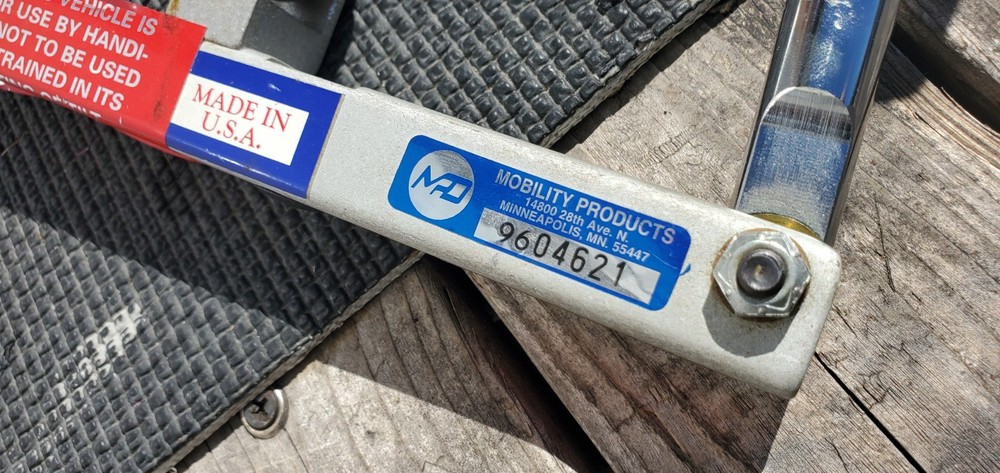 VEHICLE IS
R USE BY HANDI-
NOT TO BE USED
TRAINED IN ITS
MADE IN
U.S.A.
MPD
MOBILITY PRODUCTS
14800 28th Ave. N.
MINNEAPOLIS, MN. 55447
9604621